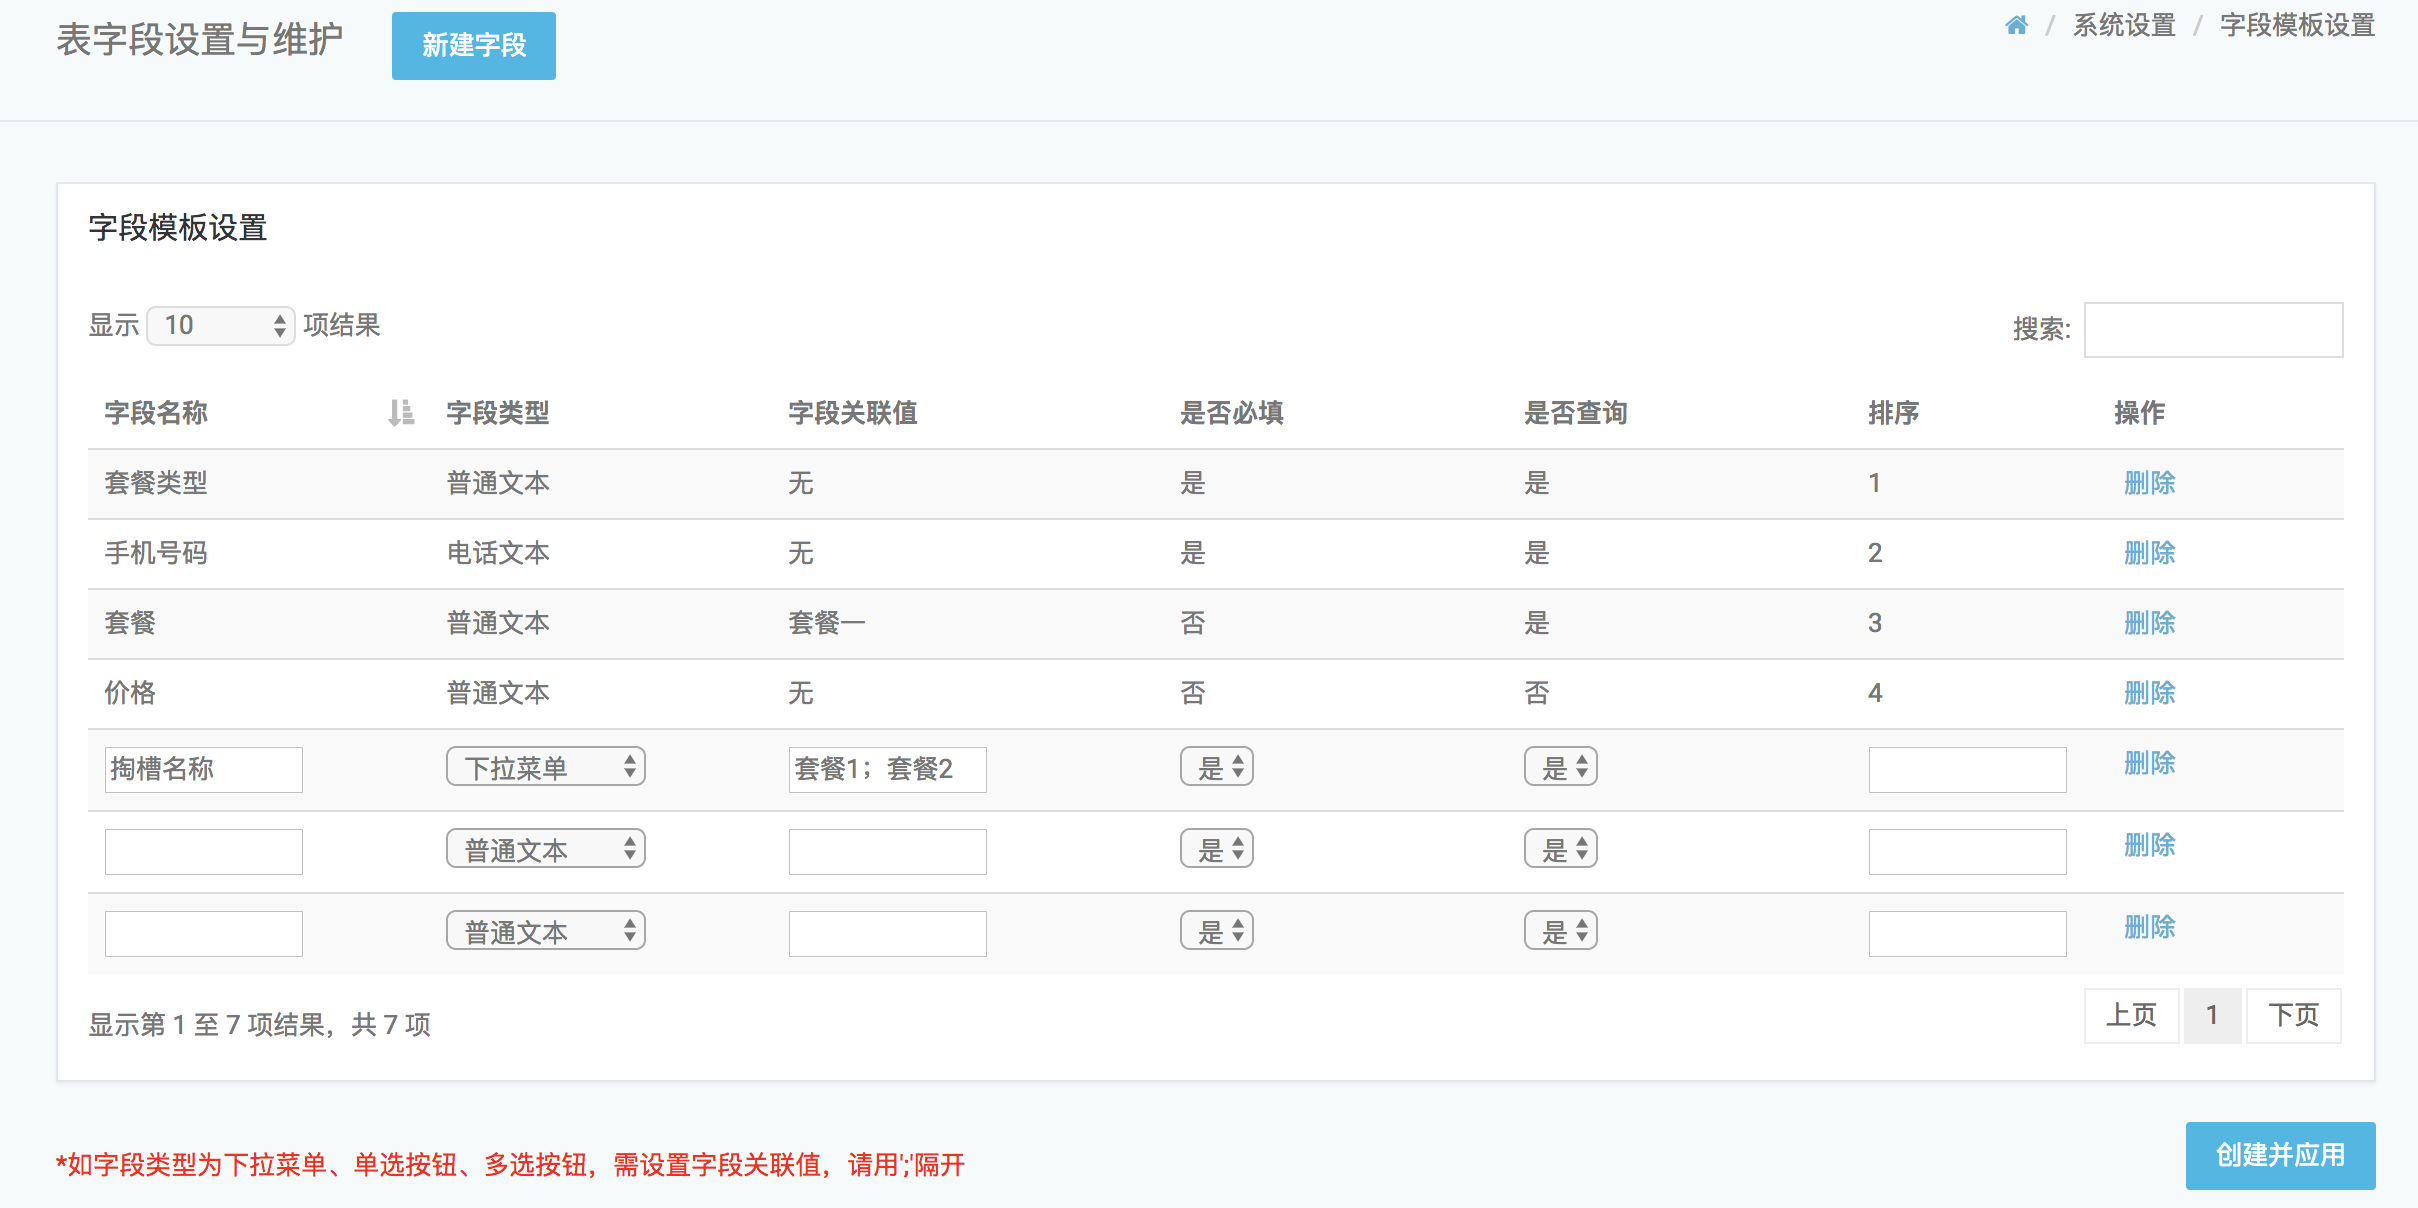 表字段设置与维护 新建字段 / 系统设置 / 字段模板设置
字段模板设置
显示 10 项结果 搜索:
字段名称 字段类型 字段关联值 是否必填 是否查询 排序 操作
套餐类型 普通文本 无 是 是 1 删除
手机号码 电话文本 无 是 是 2 删除
套餐 普通文本 套餐一 否 是 3 删除
价格 普通文本 无 否 否 4 删除
掏槽名称 下拉菜单 套餐1；套餐2 是 是 删除
普通文本 是 是 删除
普通文本 是 是 删除
显示第 1 至 7 项结果，共 7 项 上页 1 下页
*如字段类型为下拉菜单、单选按钮、多选按钮，需设置字段关联值，请用';'隔开 创建并应用